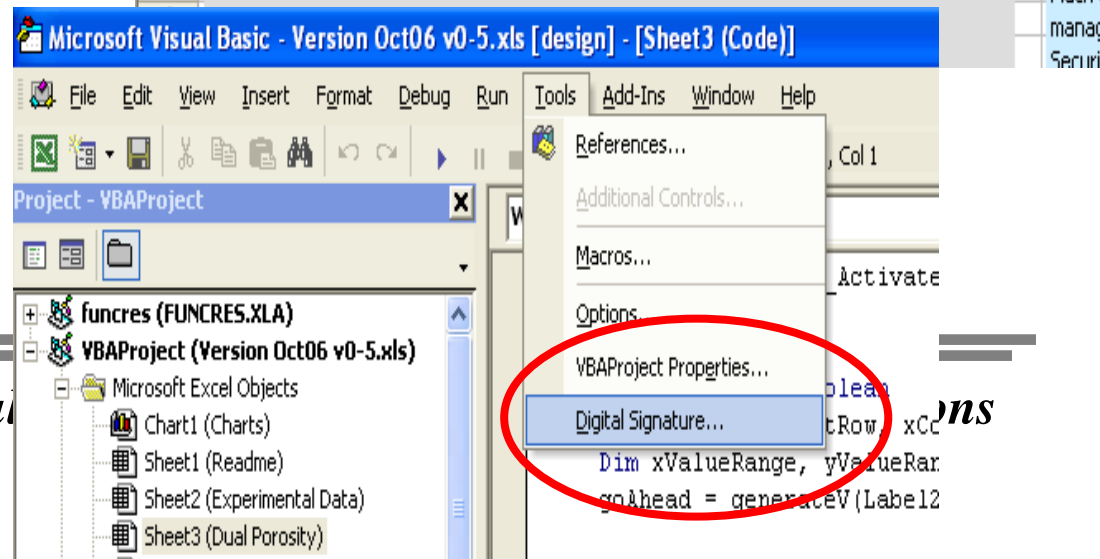 manag
Securi
Microsoft Visual Basic - Version Oct06 v0-5.xls [design] - [Sheet3 (Code)]
File Edit View Insert Format Debug Run Tools Add-Ins Window Help
, Col 1
References...
Additional Controls...
Macros...
Options...
VBAProject Properties...
Digital Signature...
Project - VBAProject
funcres (FUNCRES.XLA)
VBAProject (Version Oct06 v0-5.xls)
Microsoft Excel Objects
Chart1 (Charts)
Sheet1 (Readme)
Sheet2 (Experimental Data)
Sheet3 (Dual Porosity)
_Activate
olean
tRow, xCo
Dim xValueRange, yValueRan
goAhead = generateV(Label2
ons